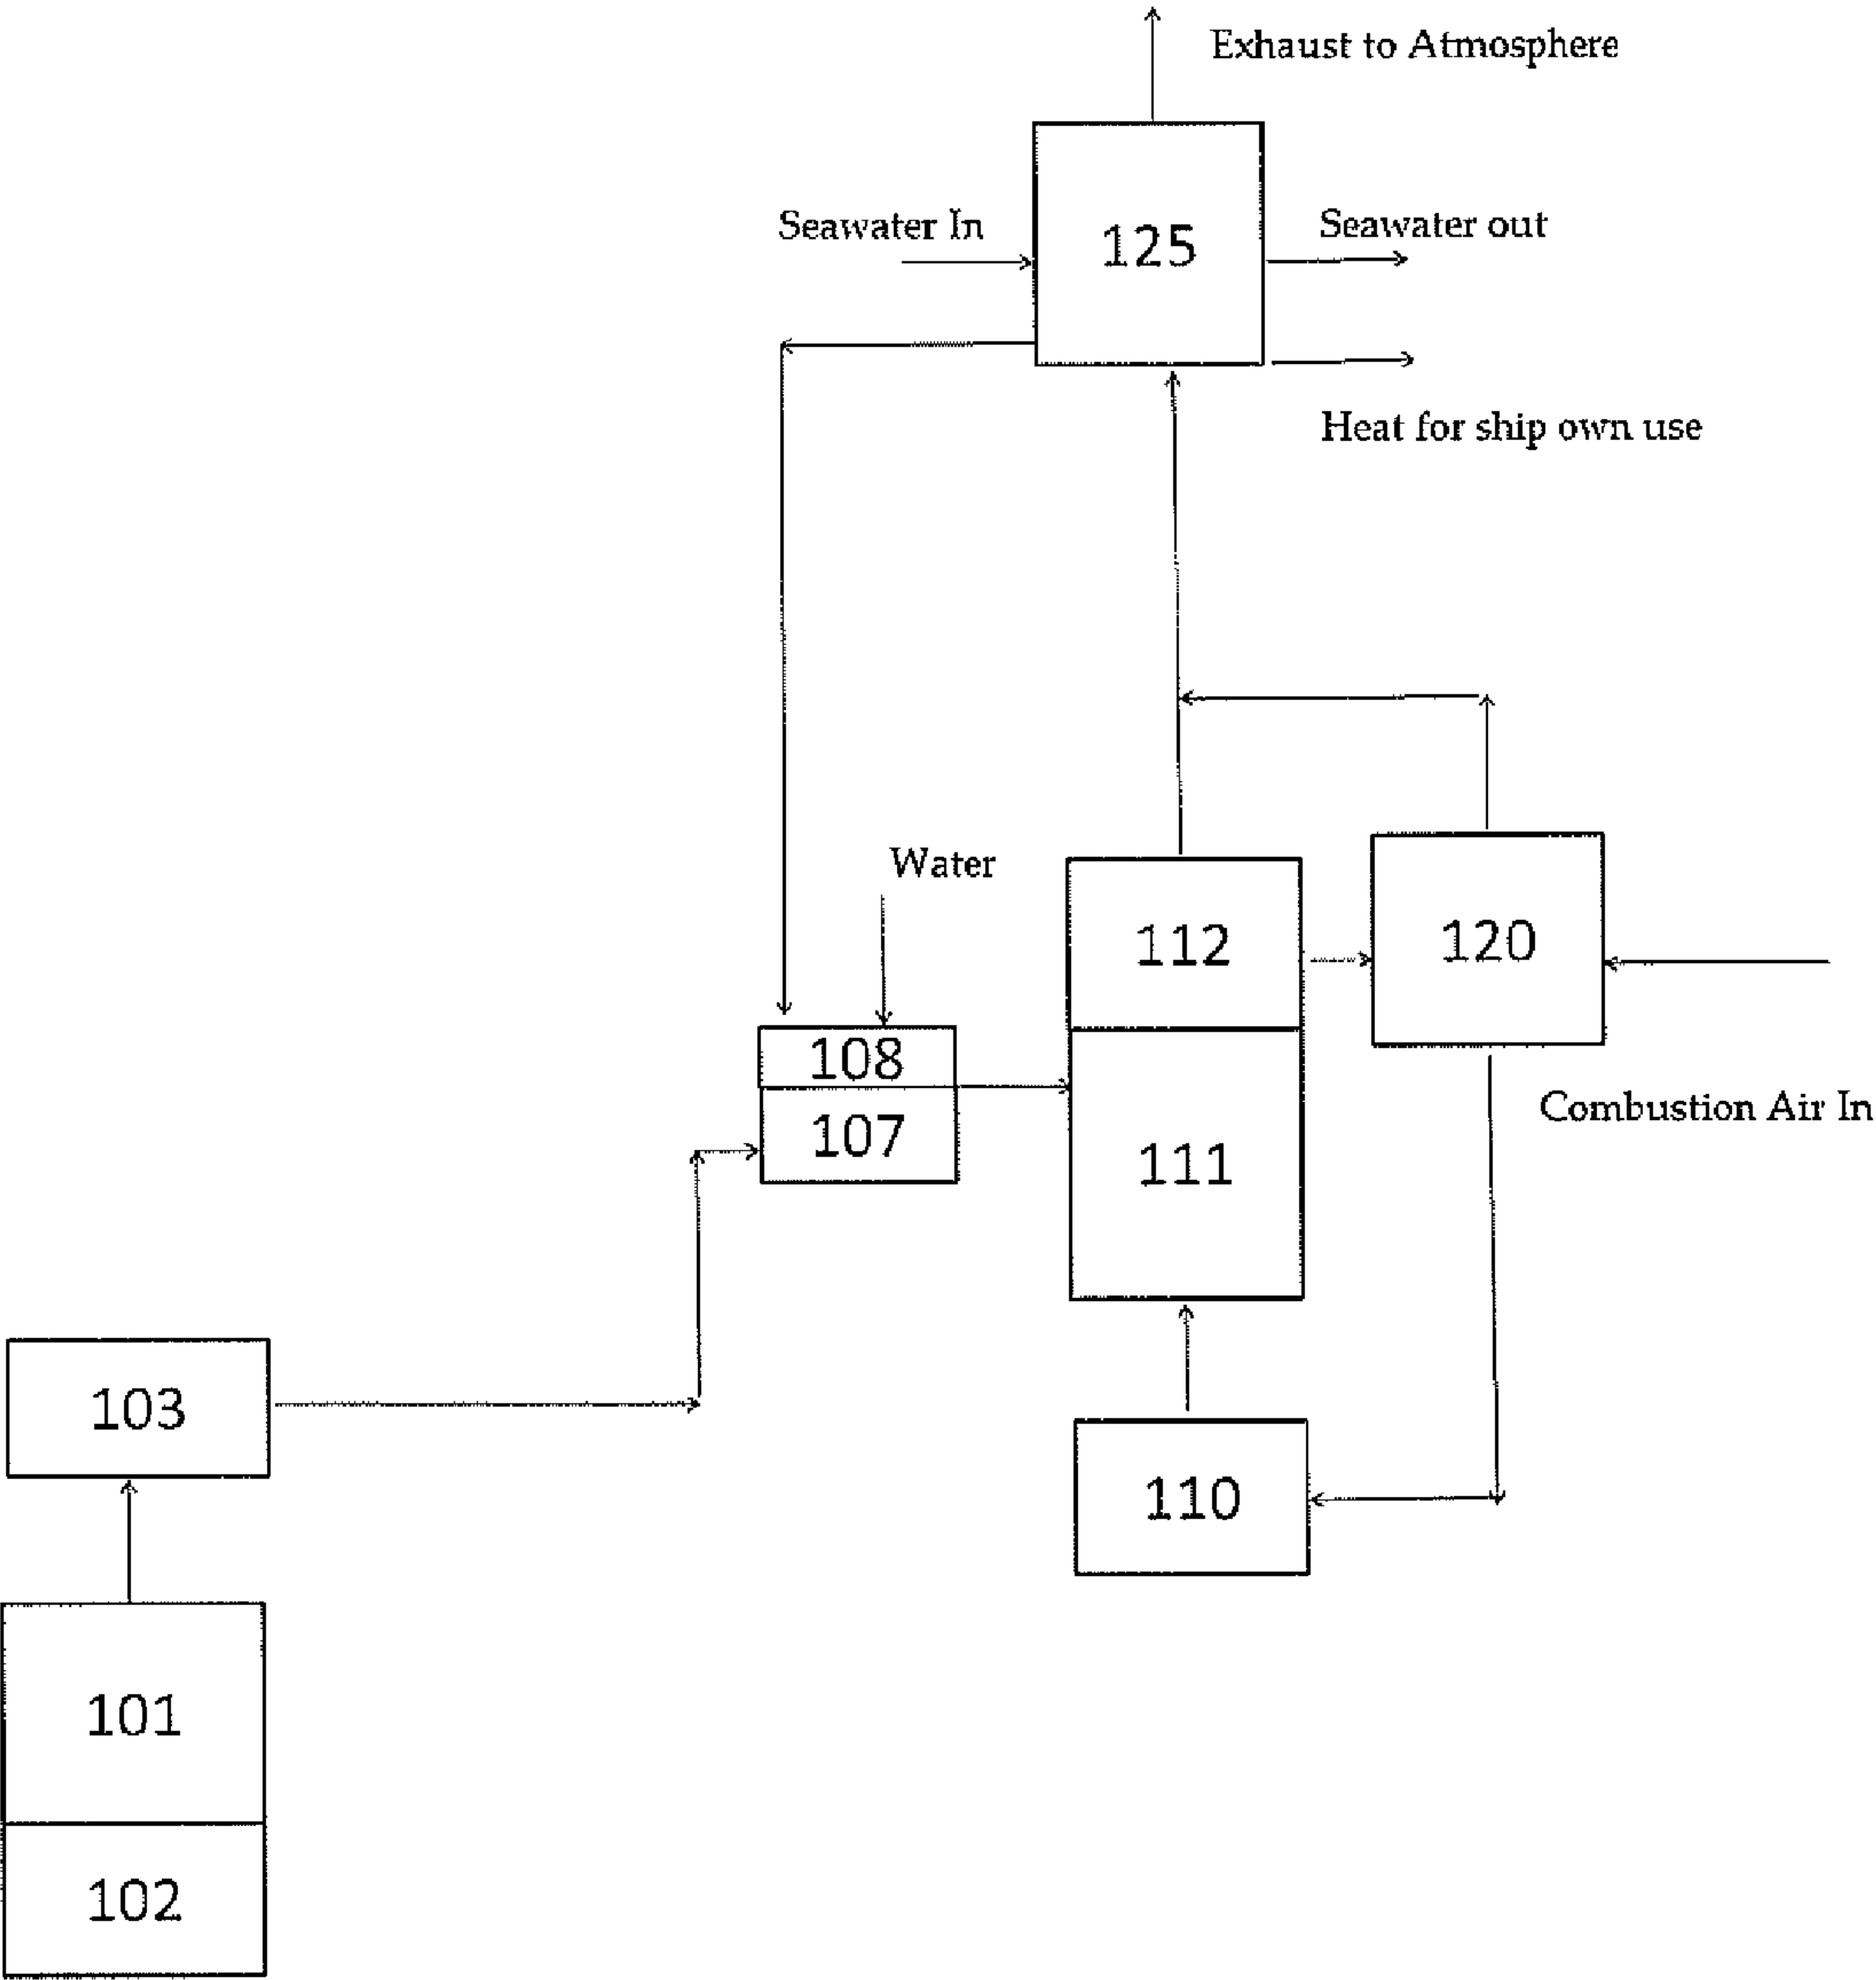 Exhaust to Atmosphere
Seawater In
125
Seawater out
Heat for ship own use
Water
112
120
108
107
111
Combustion Air In
103
110
101
102